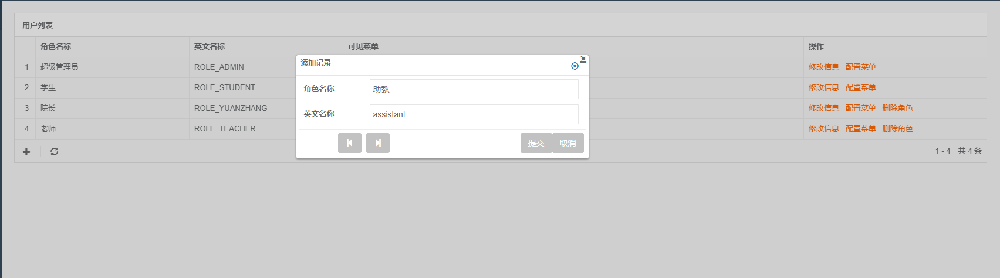 用户列表
角色名称 英文名称 可见菜单 操作
1 超级管理员 ROLE_ADMIN 修改信息 配置菜单
2 学生 ROLE_STUDENT 修改信息 配置菜单
3 院长 ROLE_YUANZHANG 修改信息 配置菜单 删除角色
4 老师 ROLE_TEACHER 修改信息 配置菜单 删除角色
1 - 4 共 4 条
添加记录
角色名称 助教
英文名称 assistant
提交 取消